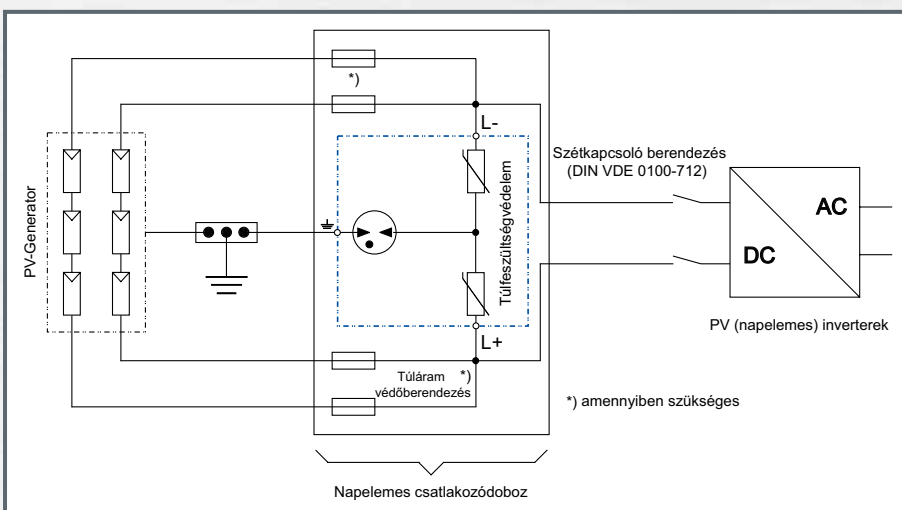 *)
L-
Szétkapcsoló berendezés
(DIN VDE 0100-712)
AC
DC
PV-Generator
Túlfeszültségvédelem
L+
PV (napelemes) inverterek
Túláram *)
védőberendezés
*) amennyiben szükséges
Napelemes csatlakozódoboz